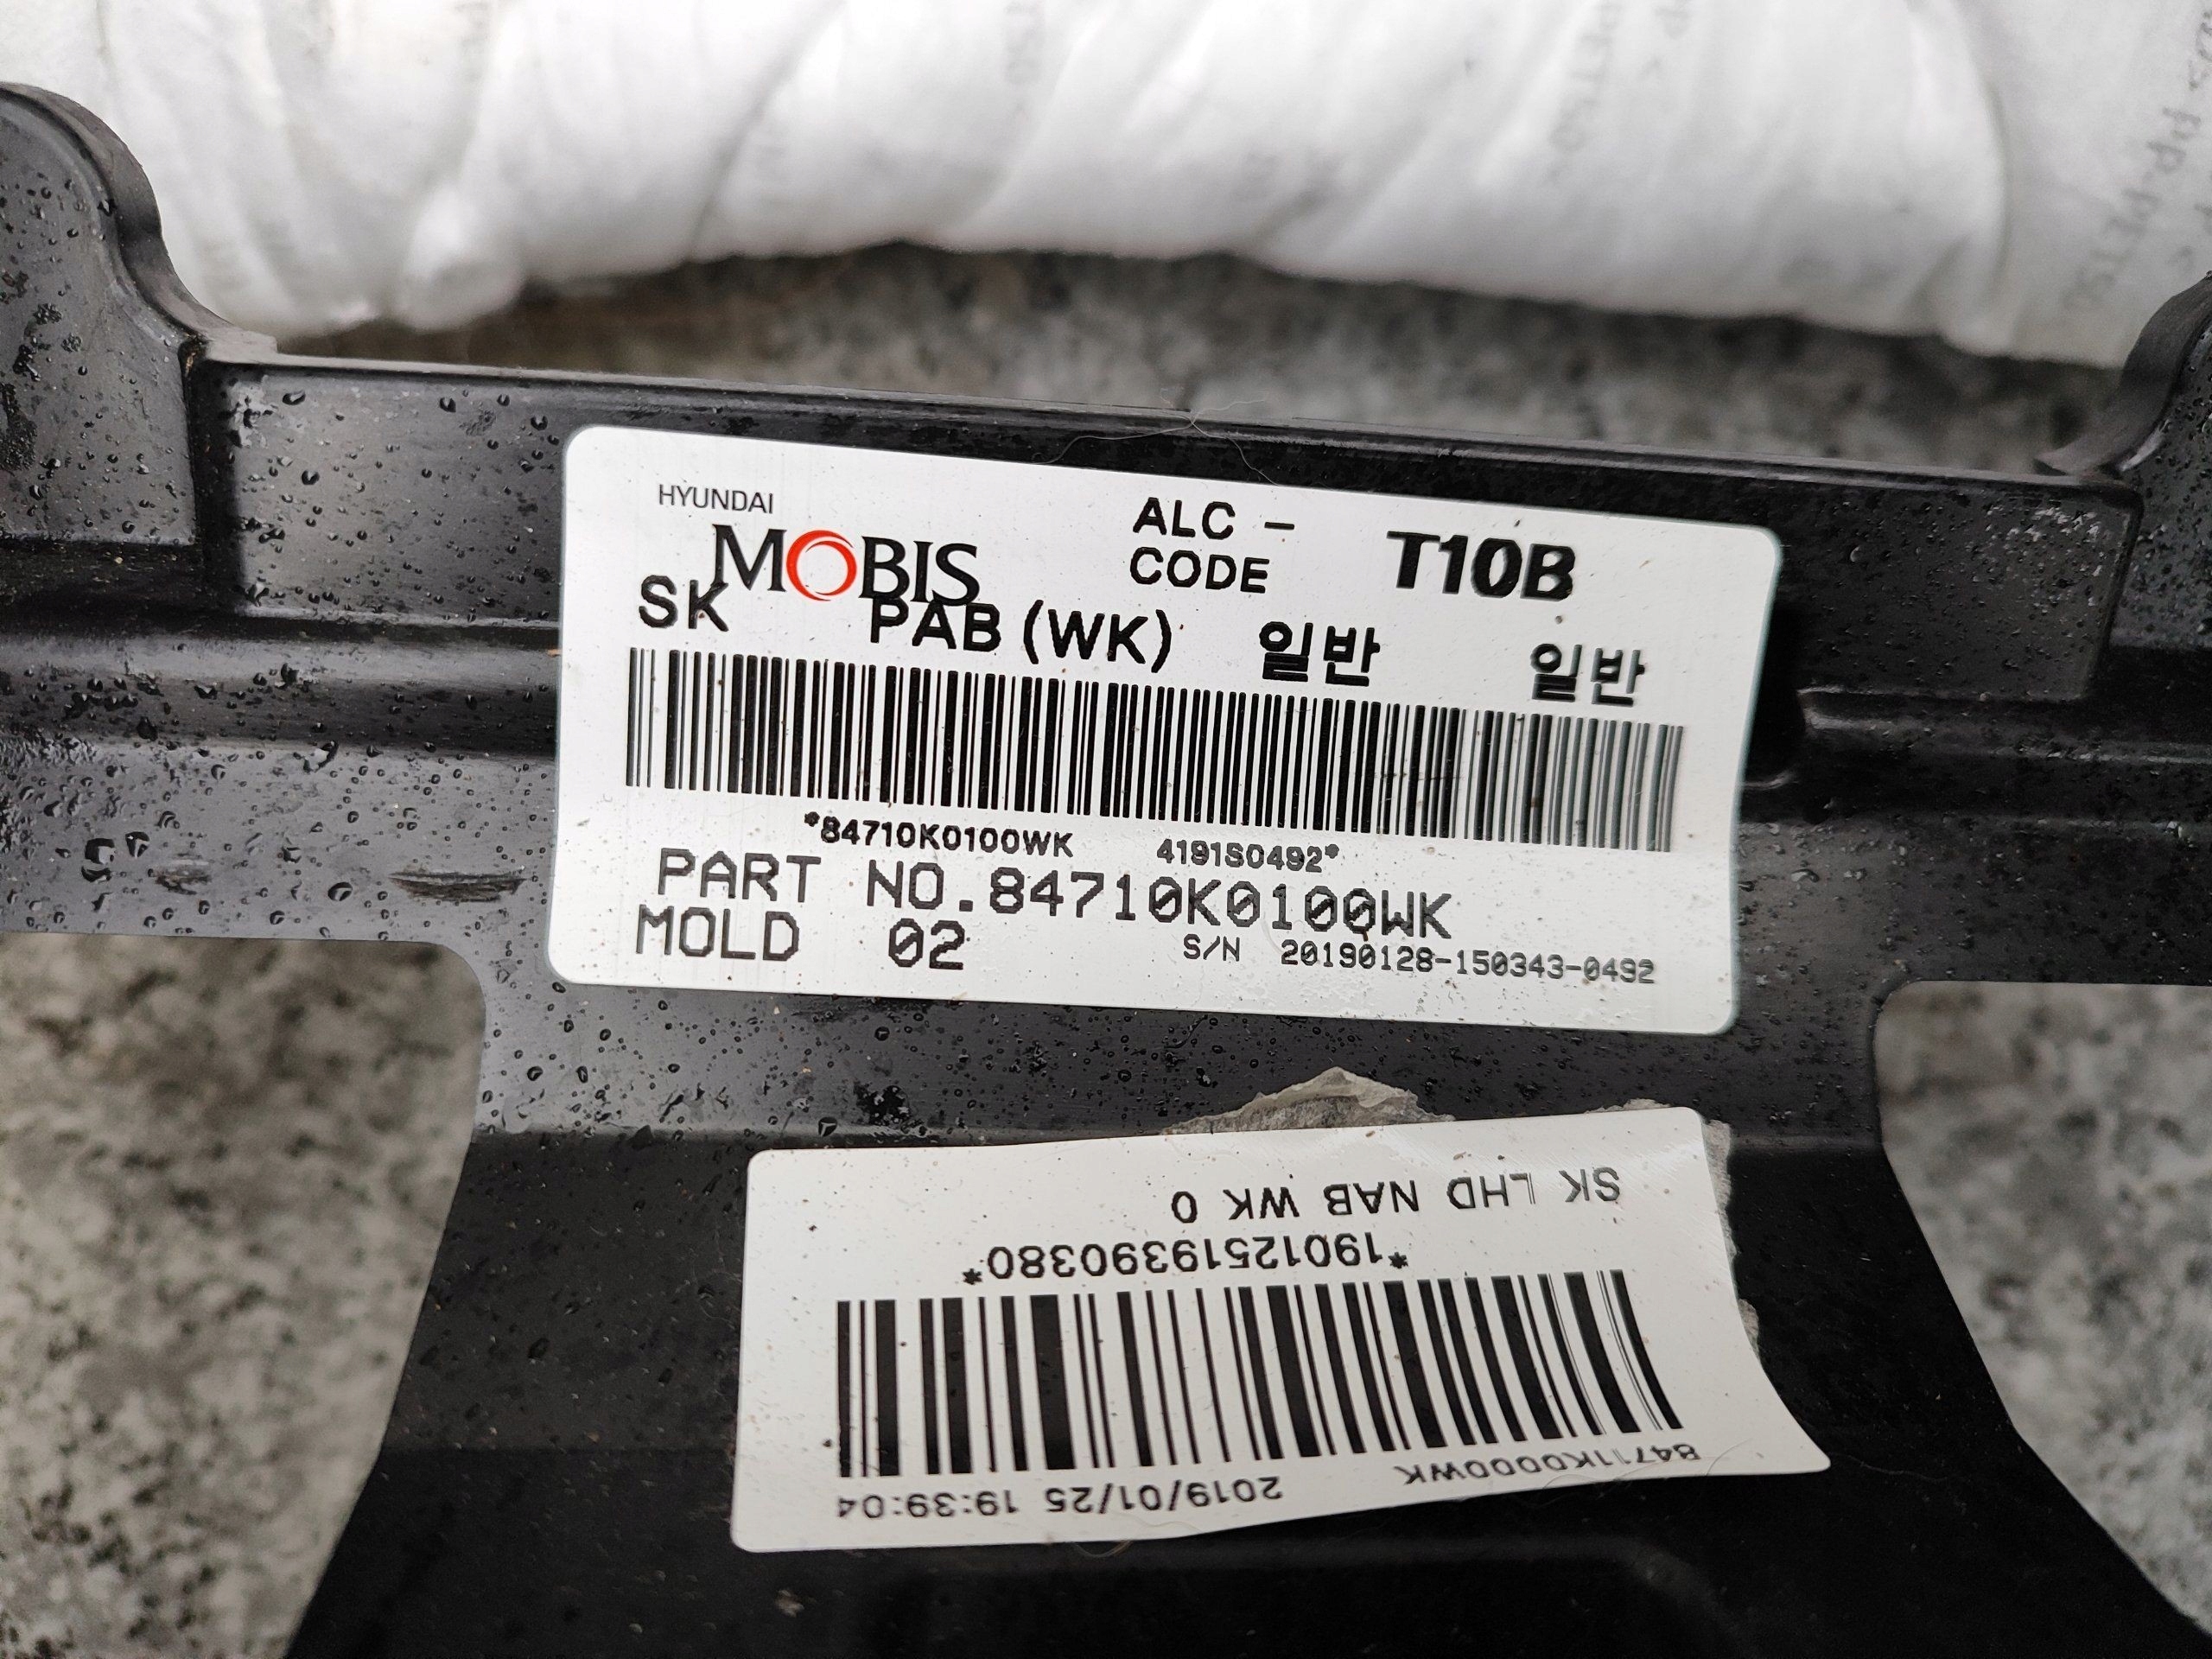 HYUNDAI
MOBIS
ALC -
CODE
T10B
SK PAB (WK) 일반 일반
*84710K0100WK 4191S0492*
PART NO.84710K0100WK
MOLD 02
S/N 20190128-150343-0492
SK LHD NAB WK 0
*19012519390380*
84711K0000WK 2019/01/25 19:39:04